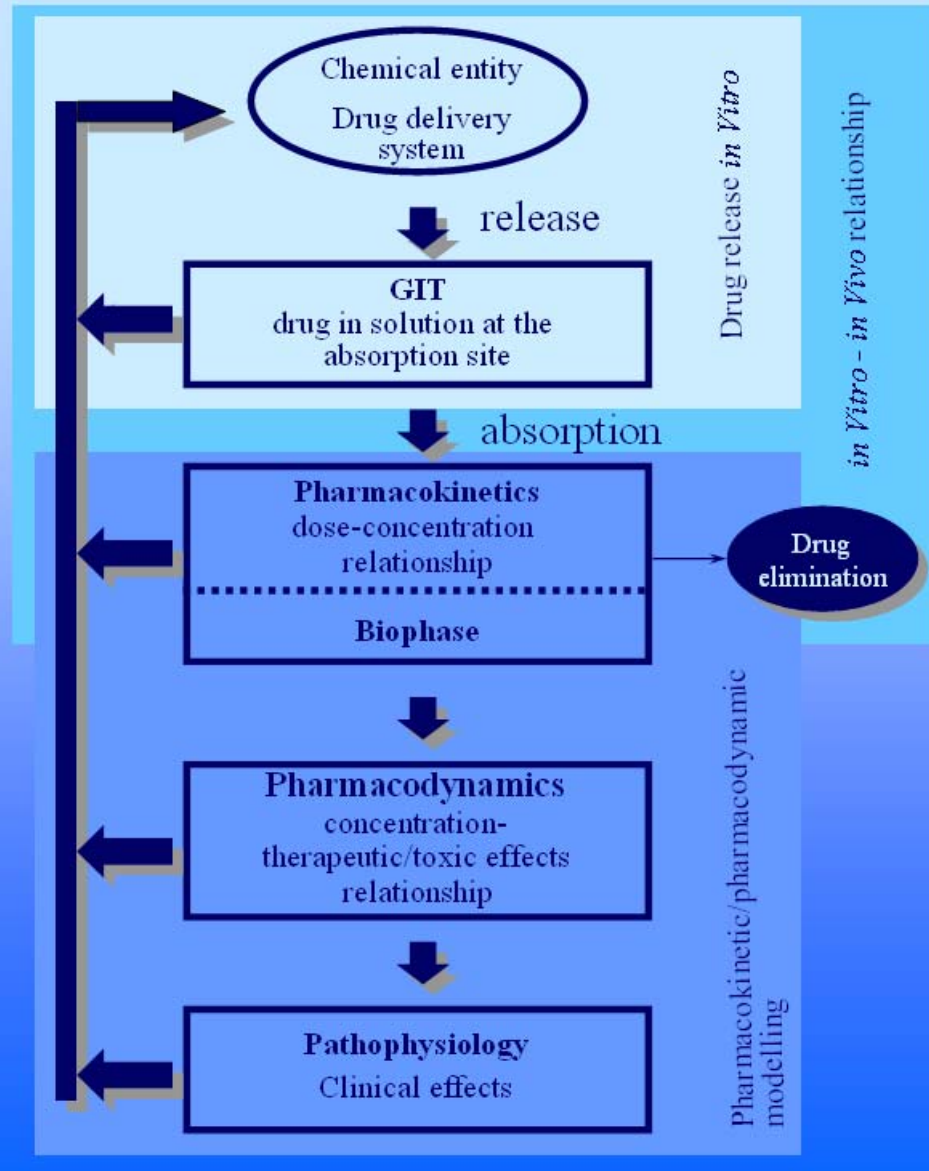 Chemical entity
Drug delivery
system
release
GIT
drug in solution at the
absorption site
absorption
Pharmacokinetics
dose-concentration
relationship
Biophase
Drug
elimination
Pharmacodynamics
concentration-
therapeutic/toxic effects
relationship
Pathophysiology
Clinical effects
Drug release in Vitro
in Vitro - in Vivo relationship
Pharmacokinetic/pharmacodynamic
modelling